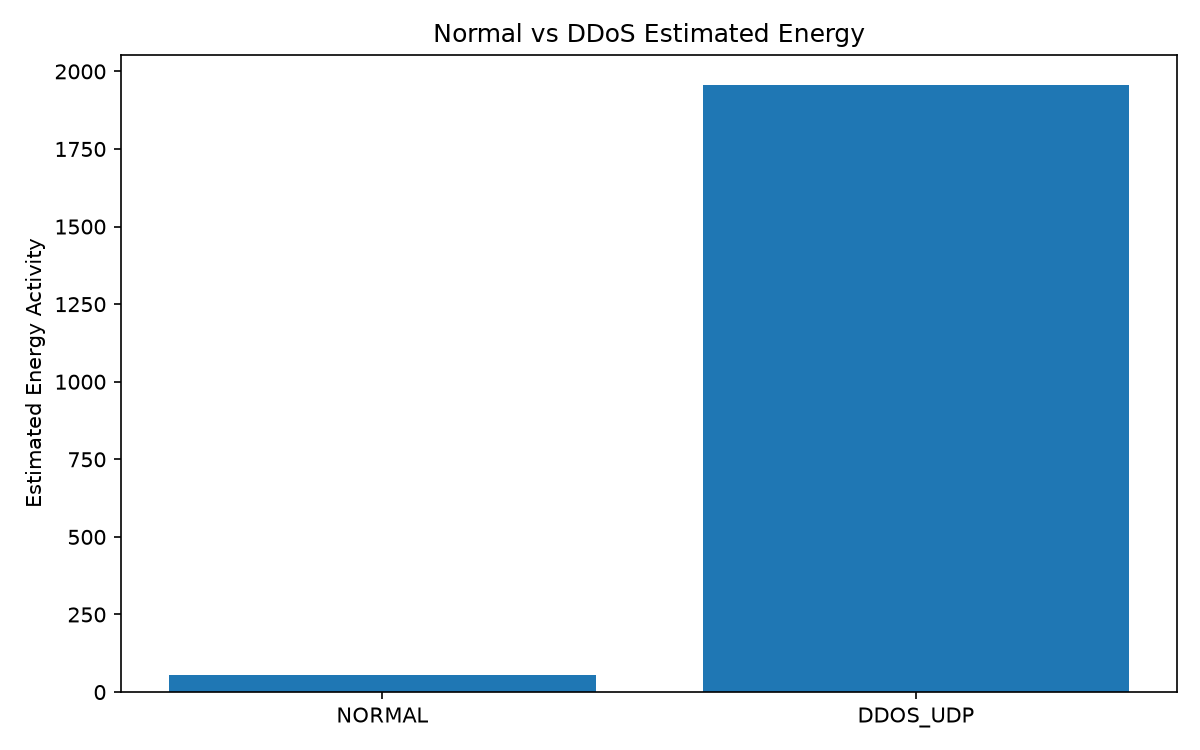 Normal vs DDoS Estimated Energy
Estimated Energy Activity
2000
1750
1500
1250
1000
750
500
250
0
NORMAL
DDOS_UDP